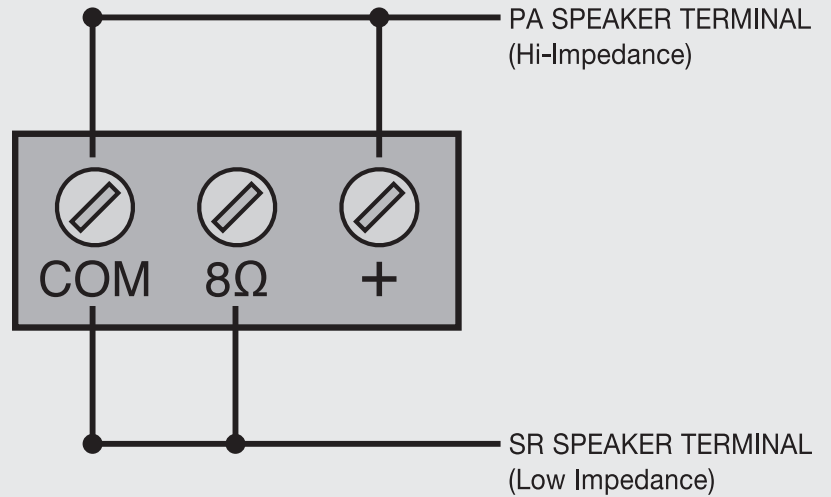 PA SPEAKER TERMINAL
(Hi-Impedance)
COM 8Ω +
SR SPEAKER TERMINAL
(Low Impedance)